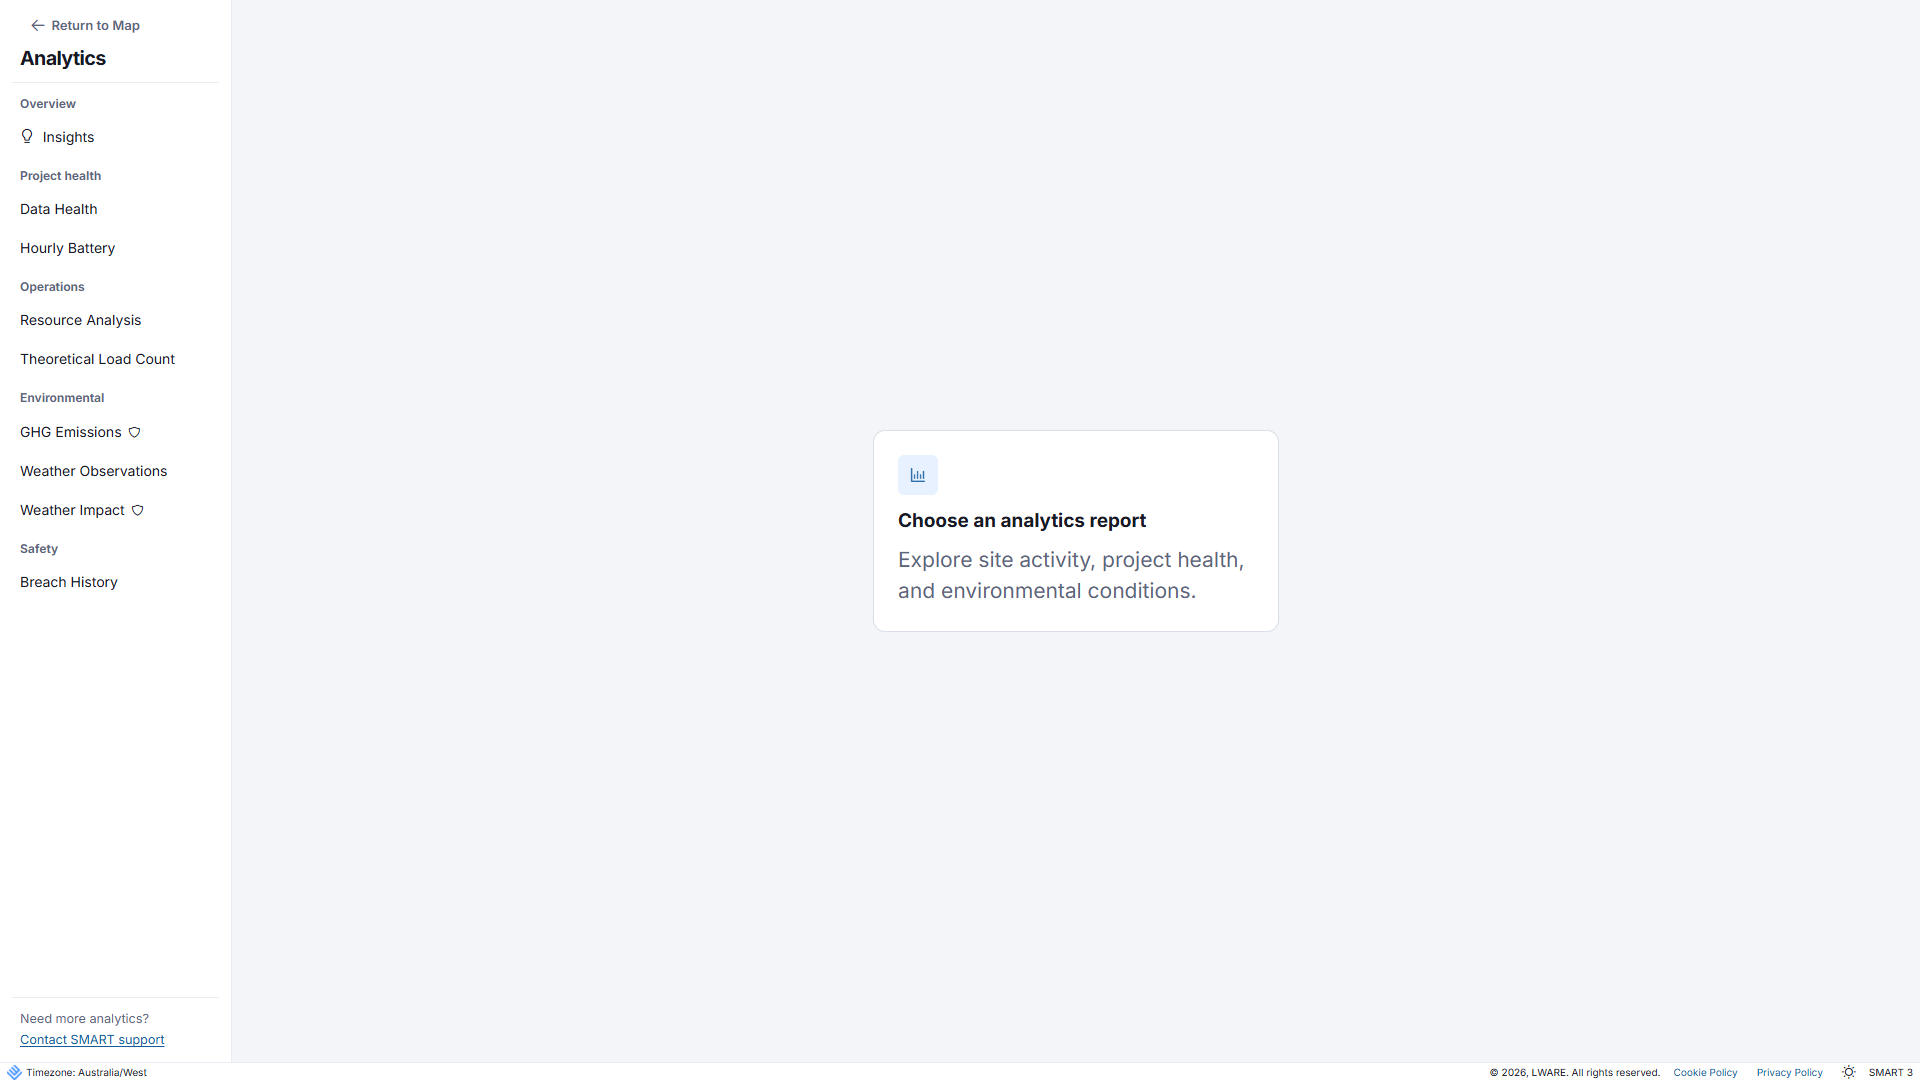 Return to Map
Analytics
Overview
Insights
Project health
Data Health
Hourly Battery
Operations
Resource Analysis
Theoretical Load Count
Environmental
GHG Emissions
Weather Observations
Weather Impact
Safety
Breach History
Choose an analytics report
Explore site activity, project health,
and environmental conditions.
Need more analytics?
Contact SMART support
Timezone: Australia/West
© 2026, LWARE. All rights reserved. Cookie Policy Privacy Policy SMART 3